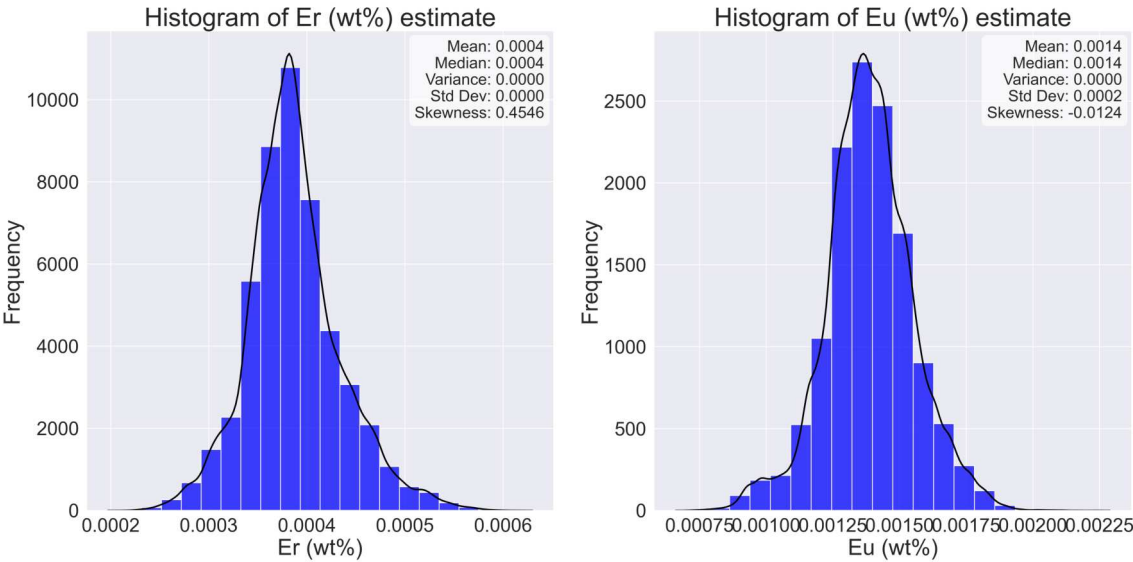 Histogram of Er (wt%) estimate
Mean: 0.0004
Median: 0.0004
Variance: 0.0000
Std Dev: 0.0000
Skewness: 0.4546
10000
8000
6000
4000
2000
0
Frequency
0.0002 0.0003 0.0004 0.0005 0.0006
Er (wt%)
Histogram of Eu (wt%) estimate
Mean: 0.0014
Median: 0.0014
Variance: 0.0000
Std Dev: 0.0002
Skewness: -0.0124
2500
2000
1500
1000
500
0
Frequency
0.00075 0.00100 0.00125 0.00150 0.00175 0.00200 0.00225
Eu (wt%)